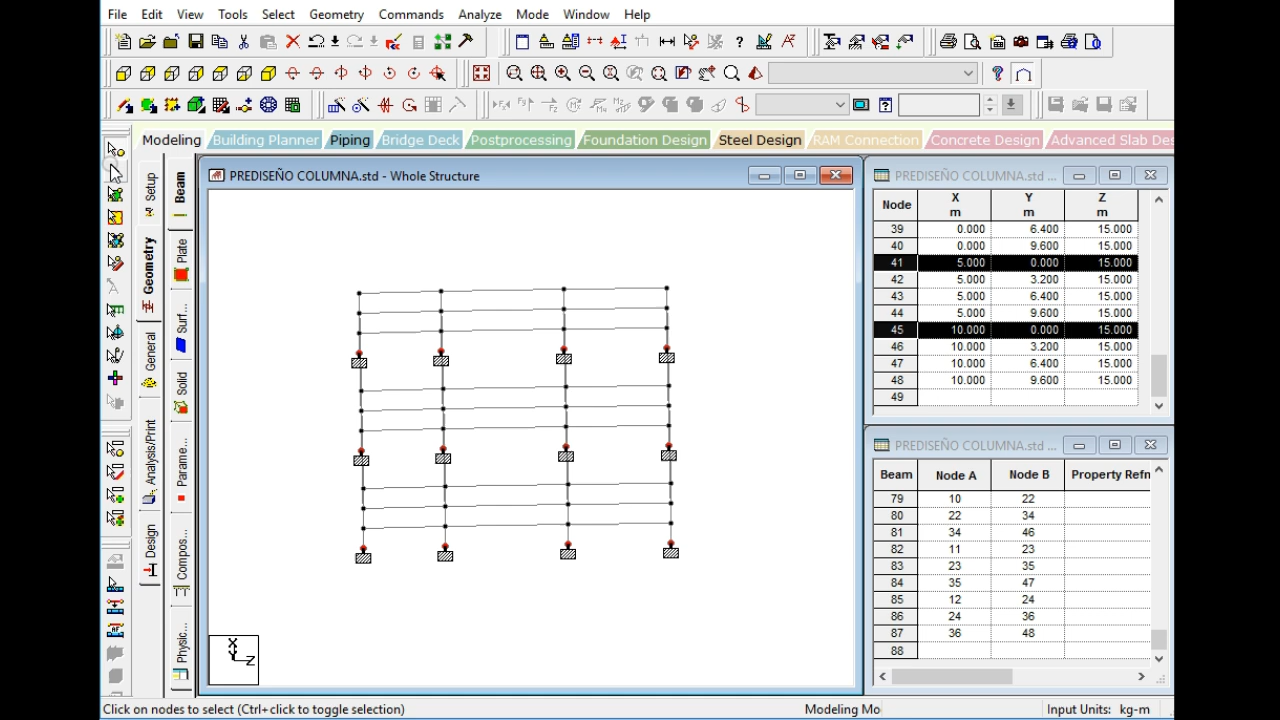 File Edit View Tools Select Geometry Commands Analyze Mode Window Help
Modeling Building Planner Piping Bridge Deck Postprocessing Foundation Design Steel Design RAM Connection Concrete Design Advanced Slab Des
Setup
Geometry
General
Analysis/Print
Design
Beam
Plate
Surf...
Solid
Parame...
Compos...
Physic...
PREDISEÑO COLUMNA.std - Whole Structure
X
Y
Z
PREDISEÑO COLUMNA.std ...
Node X m Y m Z m
39 0.000 6.400 15.000
40 0.000 9.600 15.000
41 5.000 0.000 15.000
42 5.000 3.200 15.000
43 5.000 6.400 15.000
44 5.000 9.600 15.000
45 10.000 0.000 15.000
46 10.000 3.200 15.000
47 10.000 6.400 15.000
48 10.000 9.600 15.000
49
PREDISEÑO COLUMNA.std ...
Beam Node A Node B Property Refn
79 10 22
80 22 34
81 34 46
82 11 23
83 23 35
84 35 47
85 12 24
86 24 36
87 36 48
88
Click on nodes to select (Ctrl+click to toggle selection) Modeling Mo Input Units: kg-m